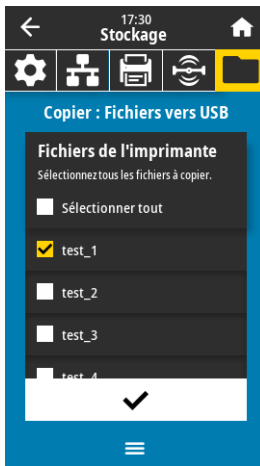 17:30
Stockage
Copier : Fichiers vers USB
Fichiers de l'imprimante
Sélectionnez tous les fichiers à copier.
Sélectionner tout
test_1
test_2
test_3
test_4